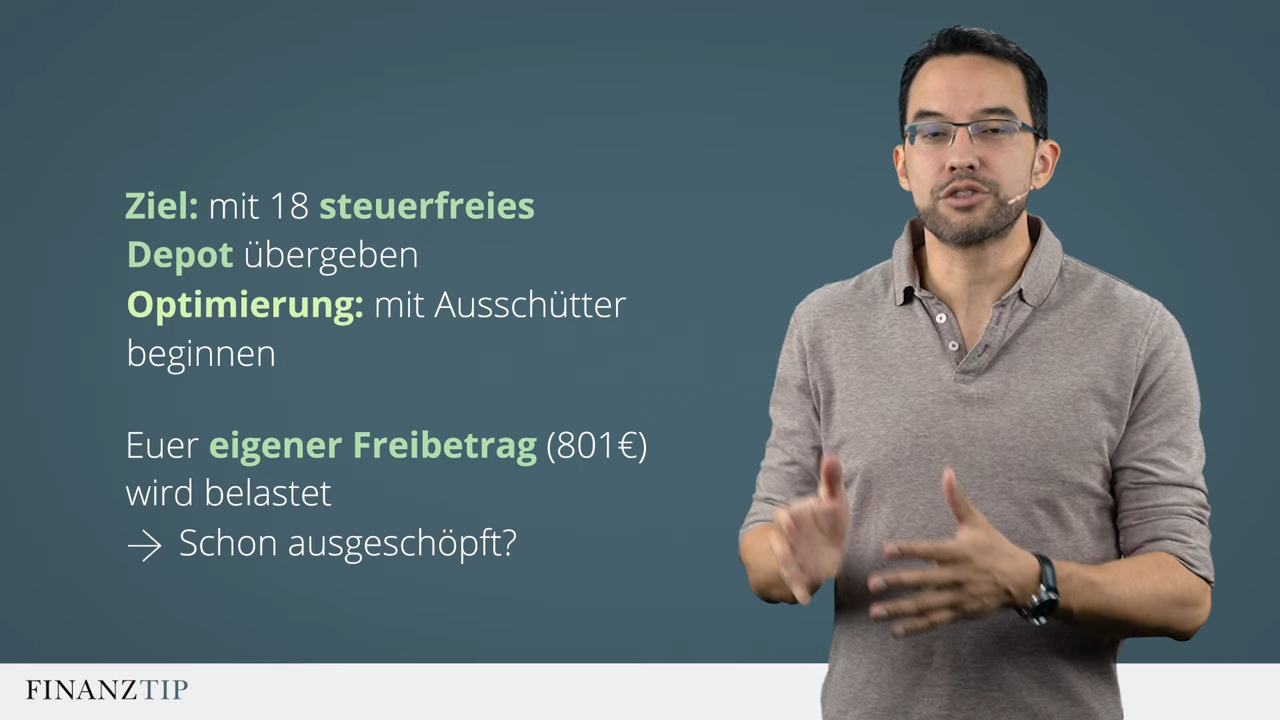 Ziel: mit 18 steuerfreies
Depot übergeben
Optimierung: mit Ausschütter
beginnen
Euer eigener Freibetrag (801€)
wird belastet
→ Schon ausgeschöpft?
FINANZTIP